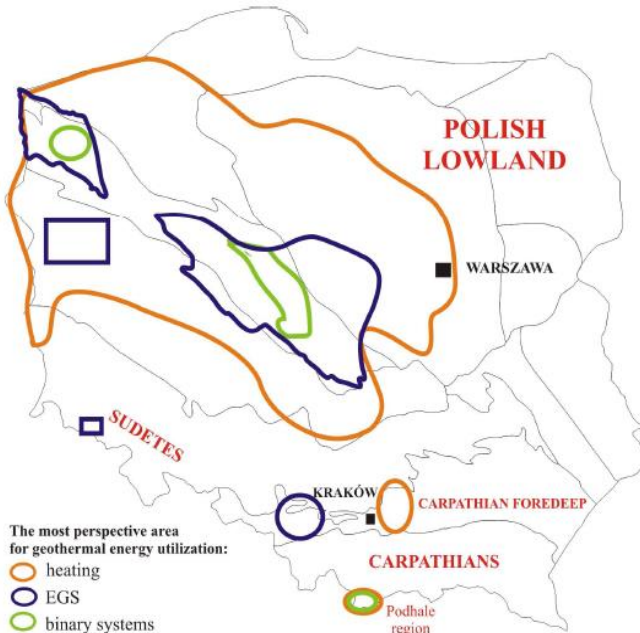 POLISH
LOWLAND
WARSZAWA
SUDETES
KRAKÓW
CARPATHIAN FOREDEEP
CARPATHIANS
Podhale
region
The most perspective area
for geothermal energy utilization:
heating
EGS
binary systems